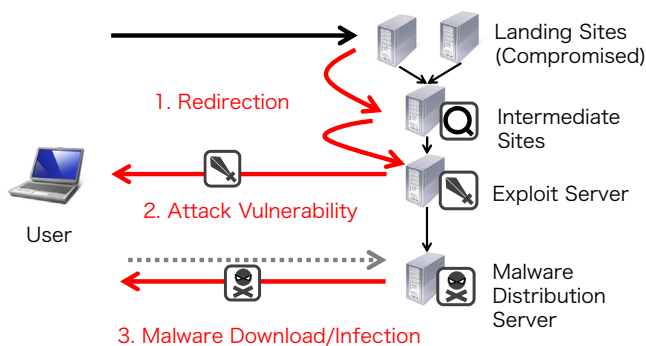 Landing Sites
(Compromised)
1. Redirection
Intermediate
Sites
Exploit Server
2. Attack Vulnerability
User
Malware
Distribution
Server
3. Malware Download/Infection